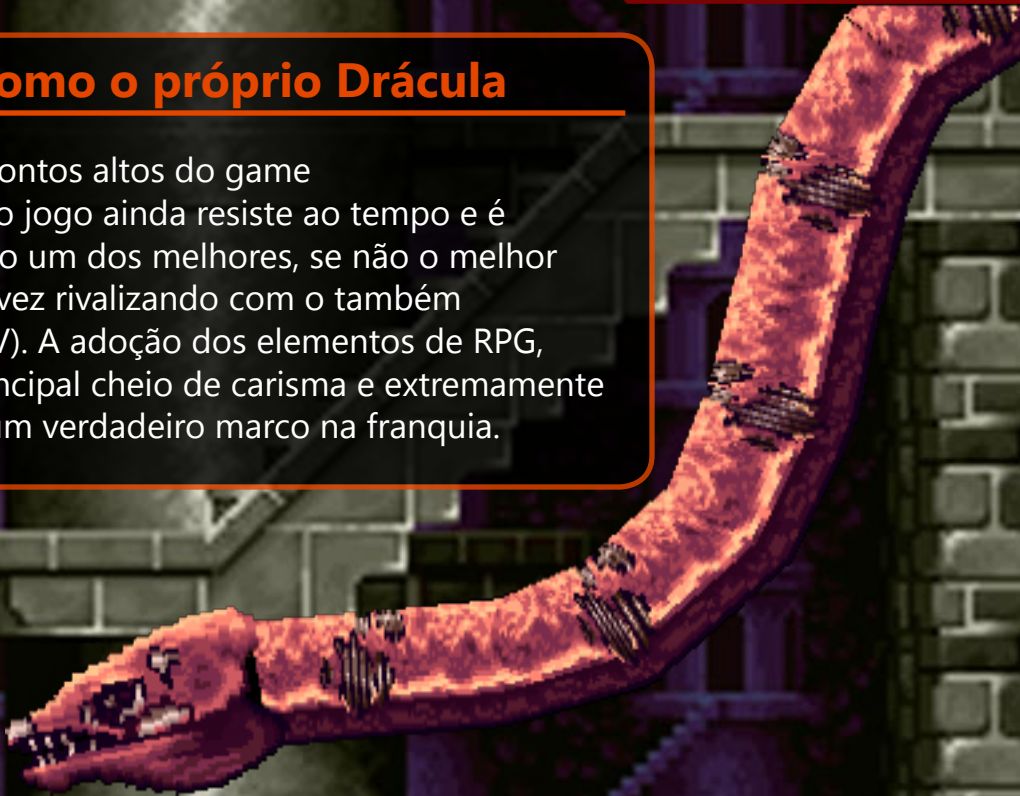 omo o próprio Drácula
ontos altos do game
o jogo ainda resiste ao tempo e é
o um dos melhores, se não o melhor
vez rivalizando com o também
V). A adoção dos elementos de RPG,
ncipal cheio de carisma e extremamente
um verdadeiro marco na franquia.